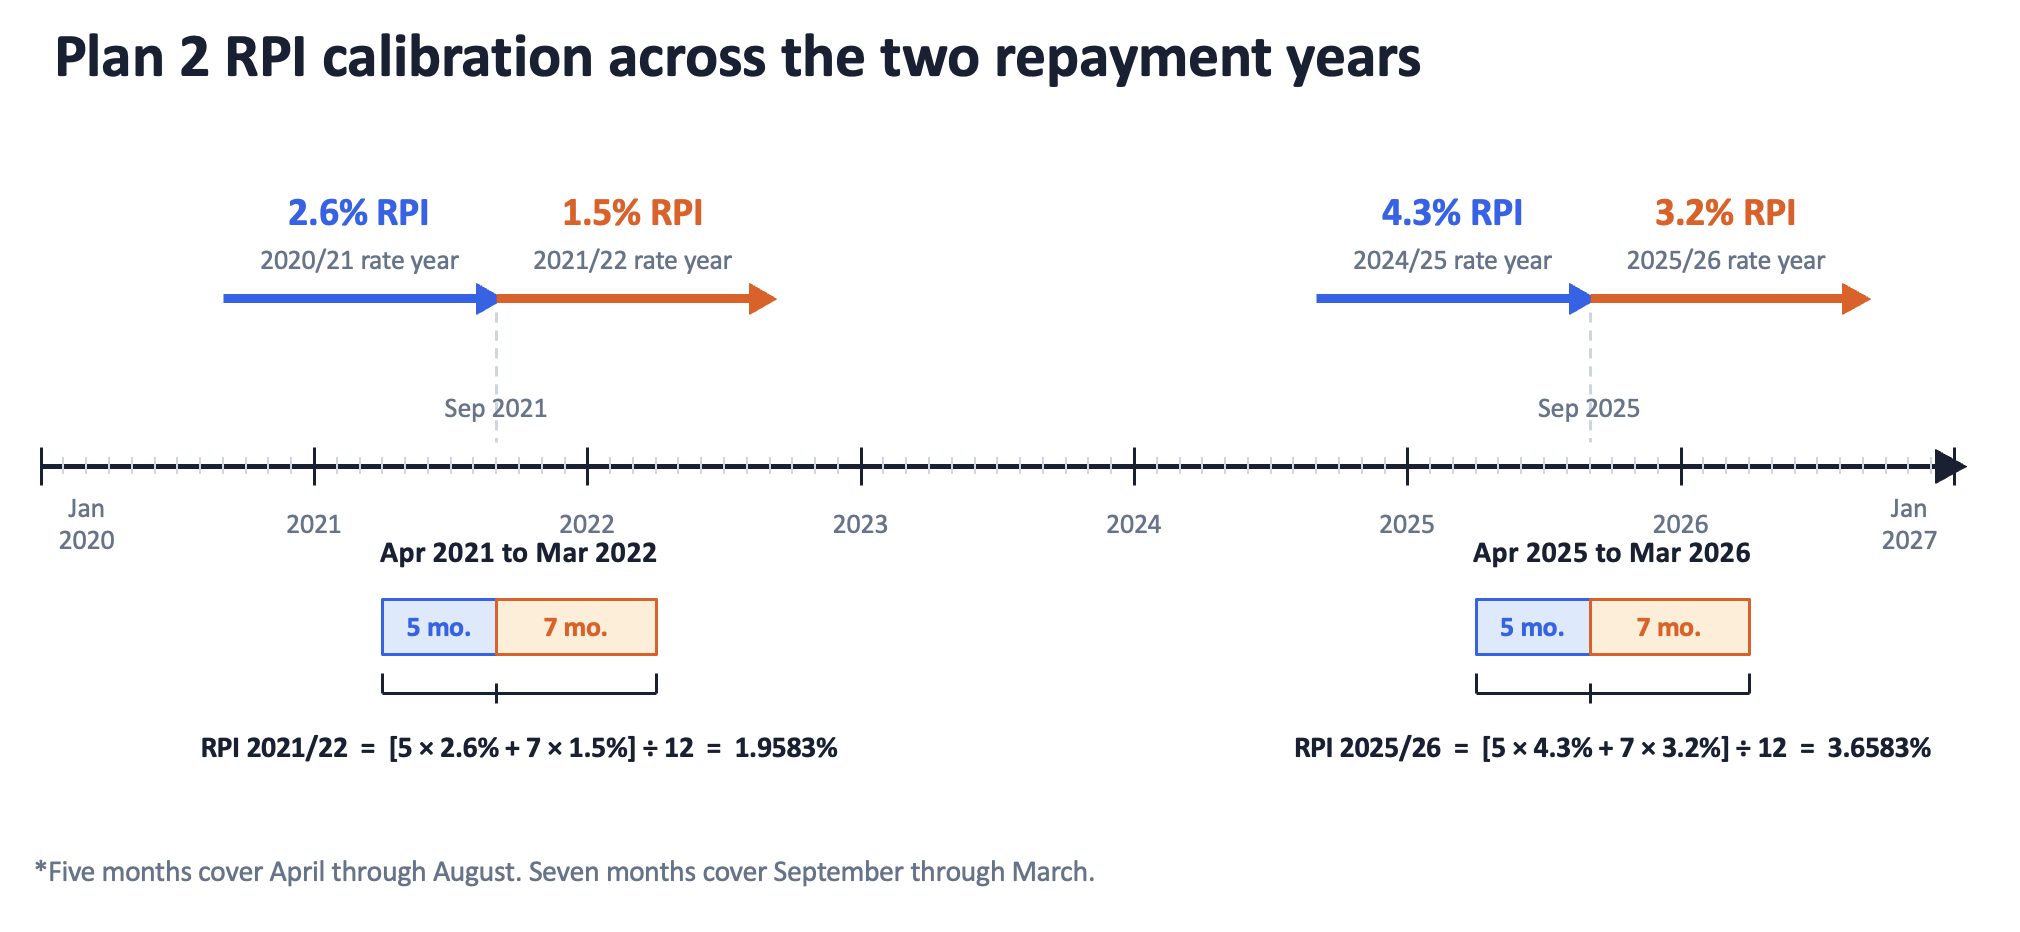 Plan 2 RPI calibration across the two repayment years
2.6% RPI
1.5% RPI
4.3% RPI
3.2% RPI
2020/21 rate year
2021/22 rate year
2024/25 rate year
2025/26 rate year
Sep 2021
Sep 2025
Jan
2020
2021
2022
2023
2024
2025
2026
Jan
2027
Apr 2021 to Mar 2022
Apr 2025 to Mar 2026
5 mo.
7 mo.
5 mo.
7 mo.
RPI 2021/22 = [5 × 2.6% + 7 × 1.5%] ÷ 12 = 1.9583%
RPI 2025/26 = [5 × 4.3% + 7 × 3.2%] ÷ 12 = 3.6583%
*Five months cover April through August. Seven months cover September through March.